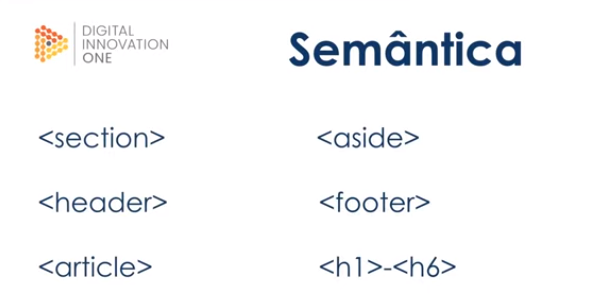 DIGITAL
INNOVATION
ONE
Semântica
<section>
<aside>
<header>
<footer>
<article>
<h1>-<h6>